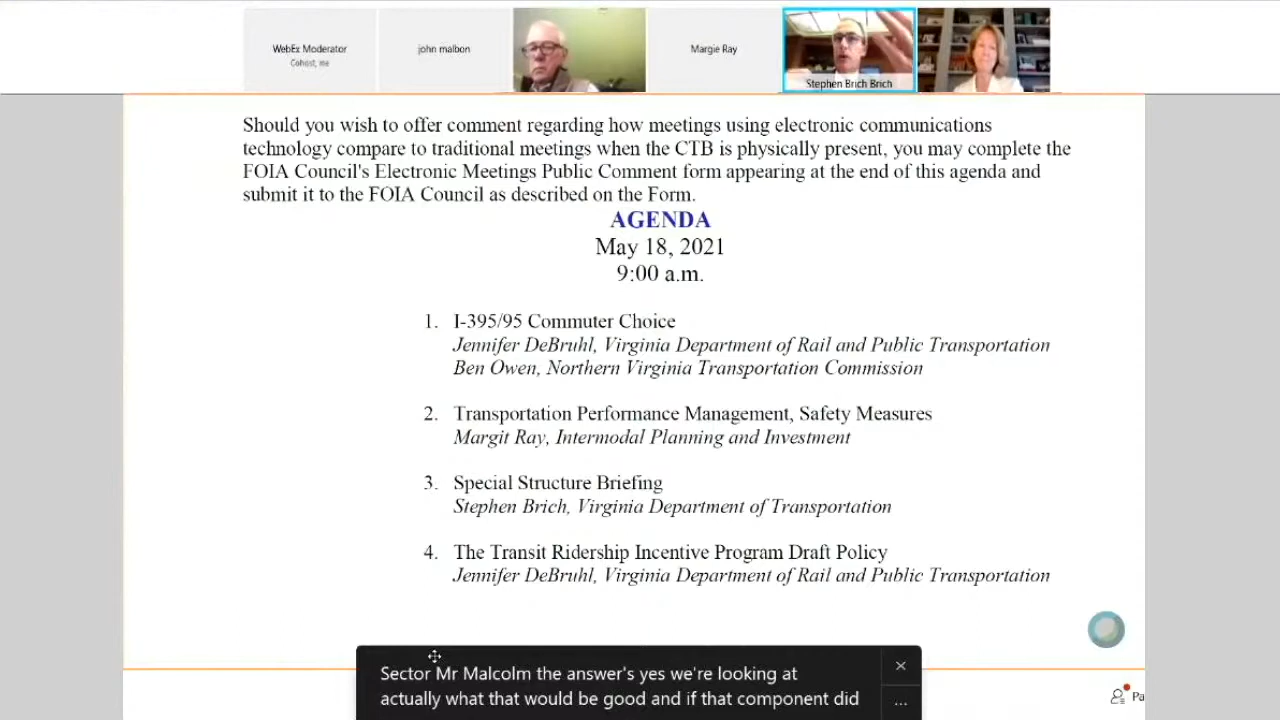 WebEx Moderator
Cohost, me
john malbon
Margie Ray
Stephen Brich Brich
Should you wish to offer comment regarding how meetings using electronic communications
technology compare to traditional meetings when the CTB is physically present, you may complete the
FOIA Council's Electronic Meetings Public Comment form appearing at the end of this agenda and
submit it to the FOIA Council as described on the Form.
AGENDA
May 18, 2021
9:00 a.m.
1. I-395/95 Commuter Choice
Jennifer DeBruhl, Virginia Department of Rail and Public Transportation
Ben Owen, Northern Virginia Transportation Commission
2. Transportation Performance Management, Safety Measures
Margit Ray, Intermodal Planning and Investment
3. Special Structure Briefing
Stephen Brich, Virginia Department of Transportation
4. The Transit Ridership Incentive Program Draft Policy
Jennifer DeBruhl, Virginia Department of Rail and Public Transportation
Sector Mr Malcolm the answer's yes we're looking at
actually what that would be good and if that component did
Pa